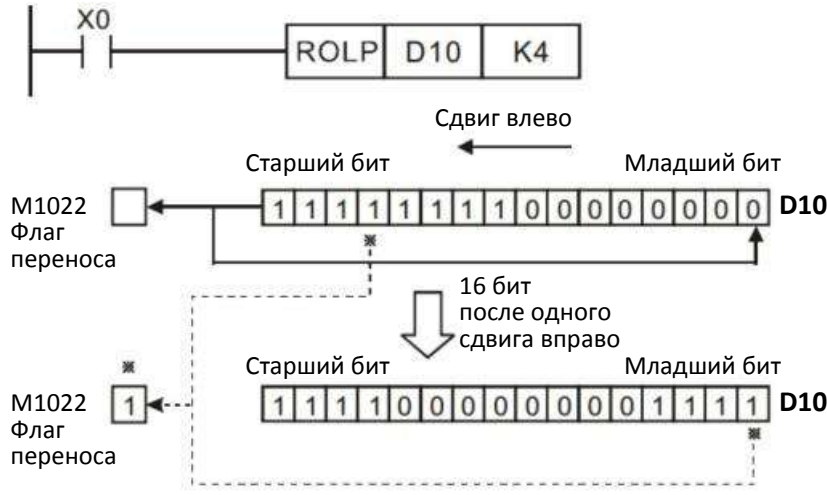 X0
ROLP D10 K4
Сдвиг влево
Старший бит Младший бит
M1022
Флаг
переноса
1 1 1 1 1 1 1 1 0 0 0 0 0 0 0 0 D10
※
16 бит
после одного
сдвига вправо
Старший бит Младший бит
※
M1022
Флаг
переноса
1
1 1 1 1 0 0 0 0 0 0 0 0 1 1 1 1 D10
※